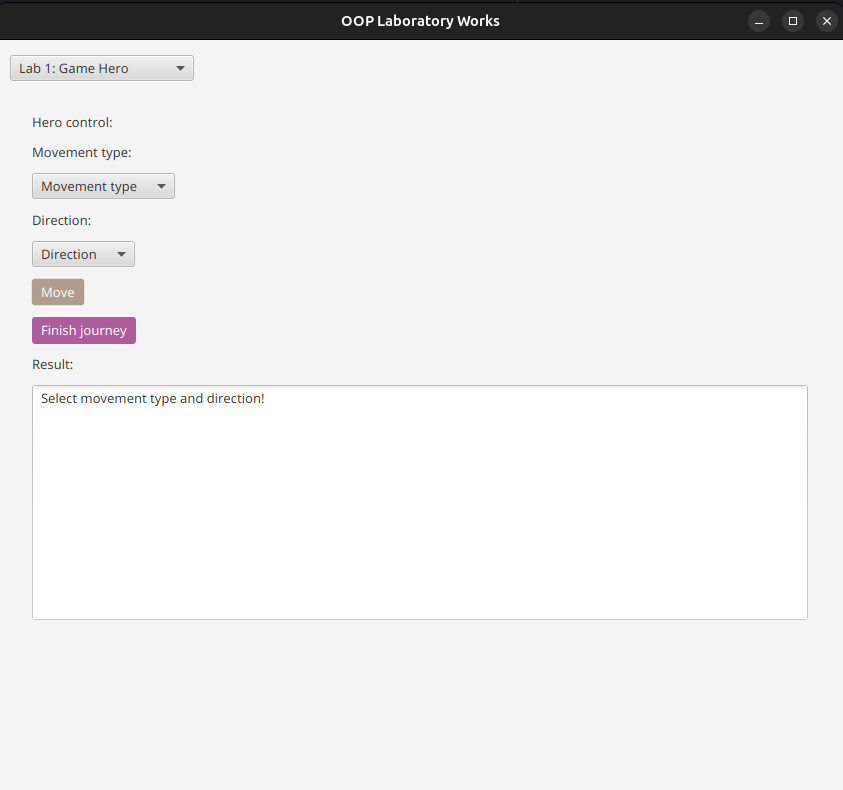 OOP Laboratory Works
Lab 1: Game Hero
Hero control:
Movement type:
Movement type
Direction:
Direction
Move
Finish journey
Result:
Select movement type and direction!